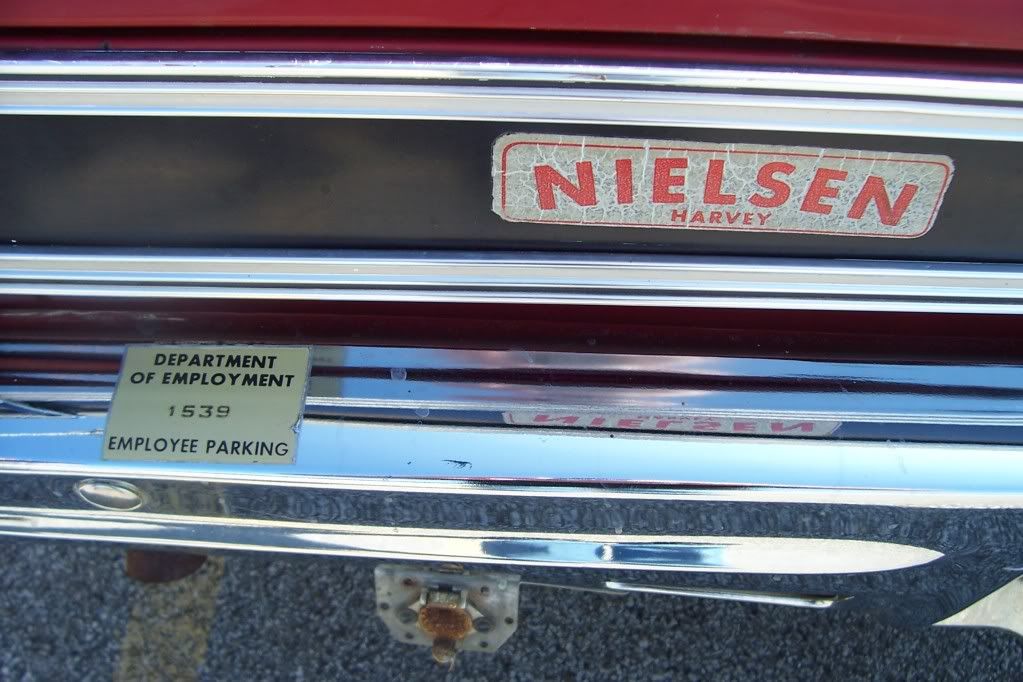 NIELSEN
HARVEY
DEPARTMENT
OF EMPLOYMENT
1539
EMPLOYEE PARKING